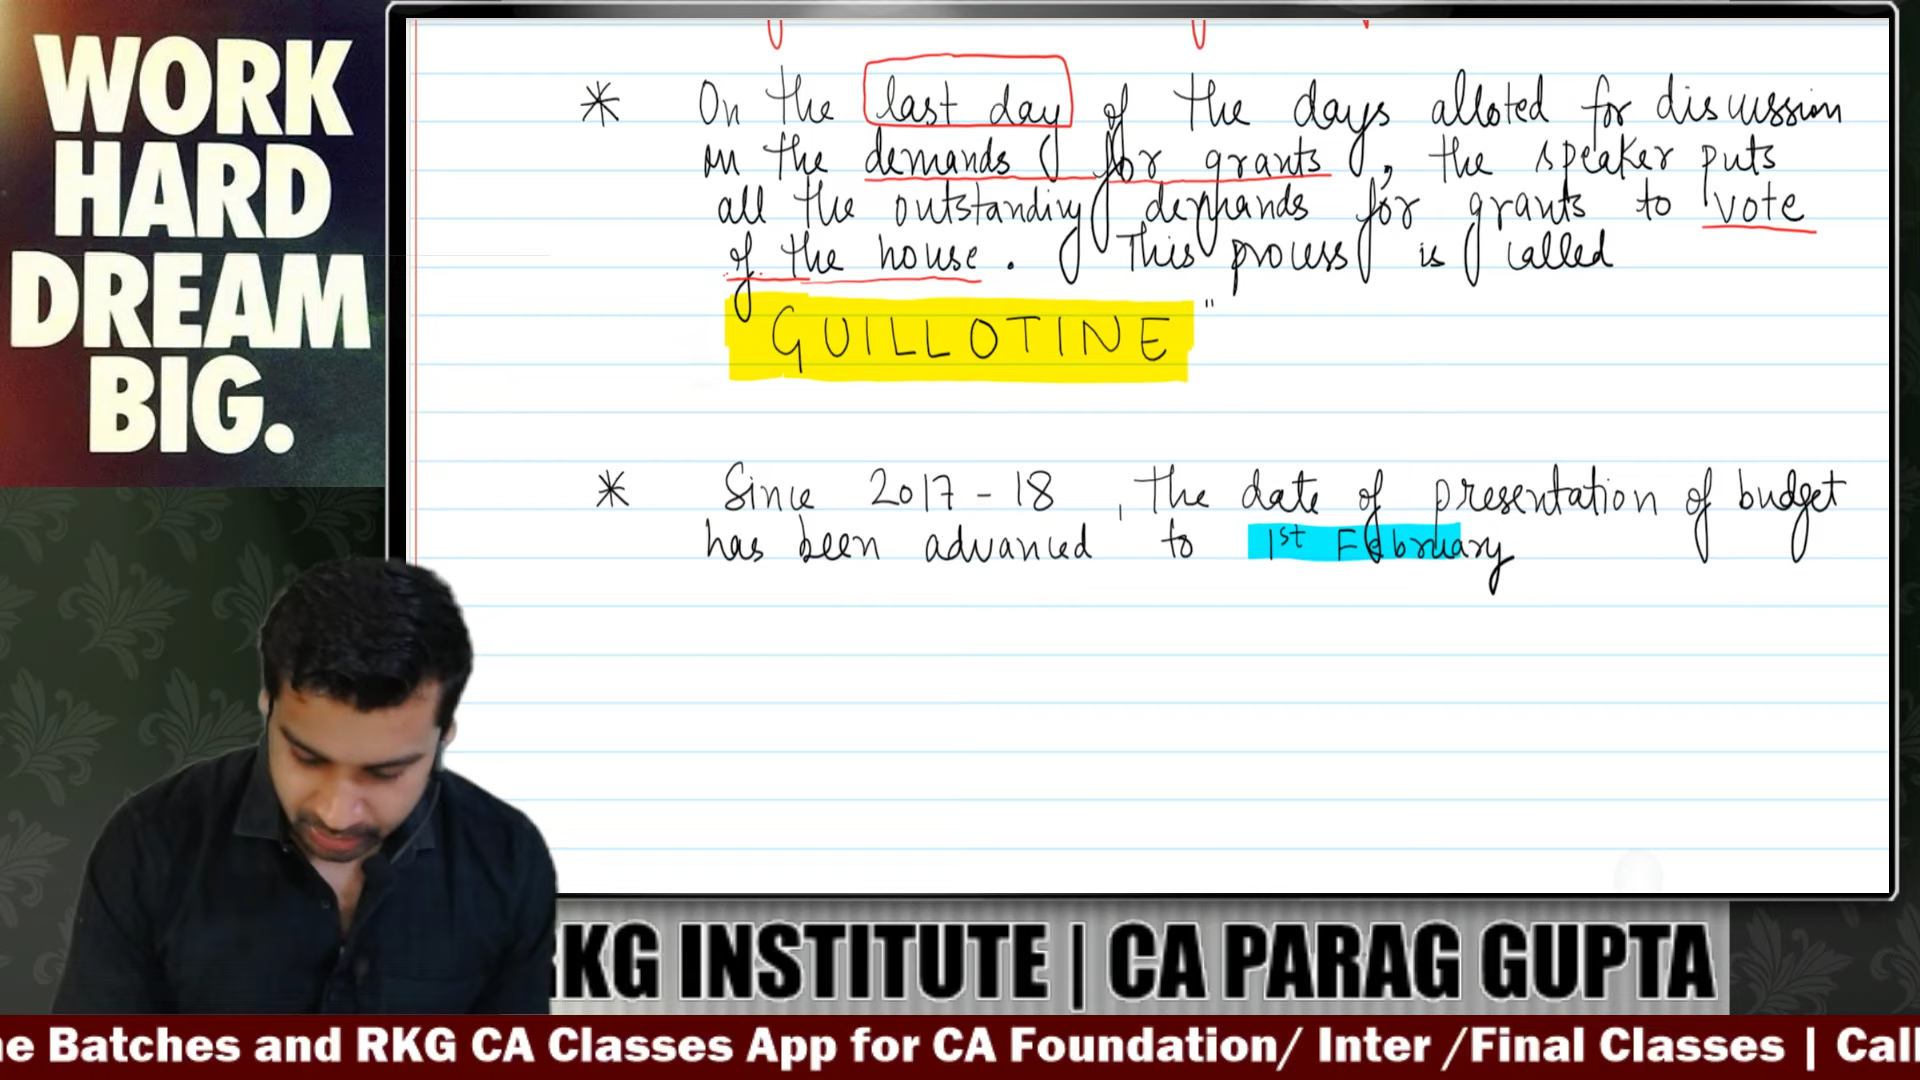 WORK
HARD
DREAM
BIG.
* On the last day of the days alloted for discussion
on the demands for grants, the speaker puts
all the outstanding demands for grants to vote
of the house. This process is called
GUILLOTINE"
* Since 2017-18, the date of presentation of budget
has been advanced to 1st February
RKG INSTITUTE | CA PARAG GUPTA
ne Batches and RKG CA Classes App for CA Foundation/ Inter /Final Classes | Call